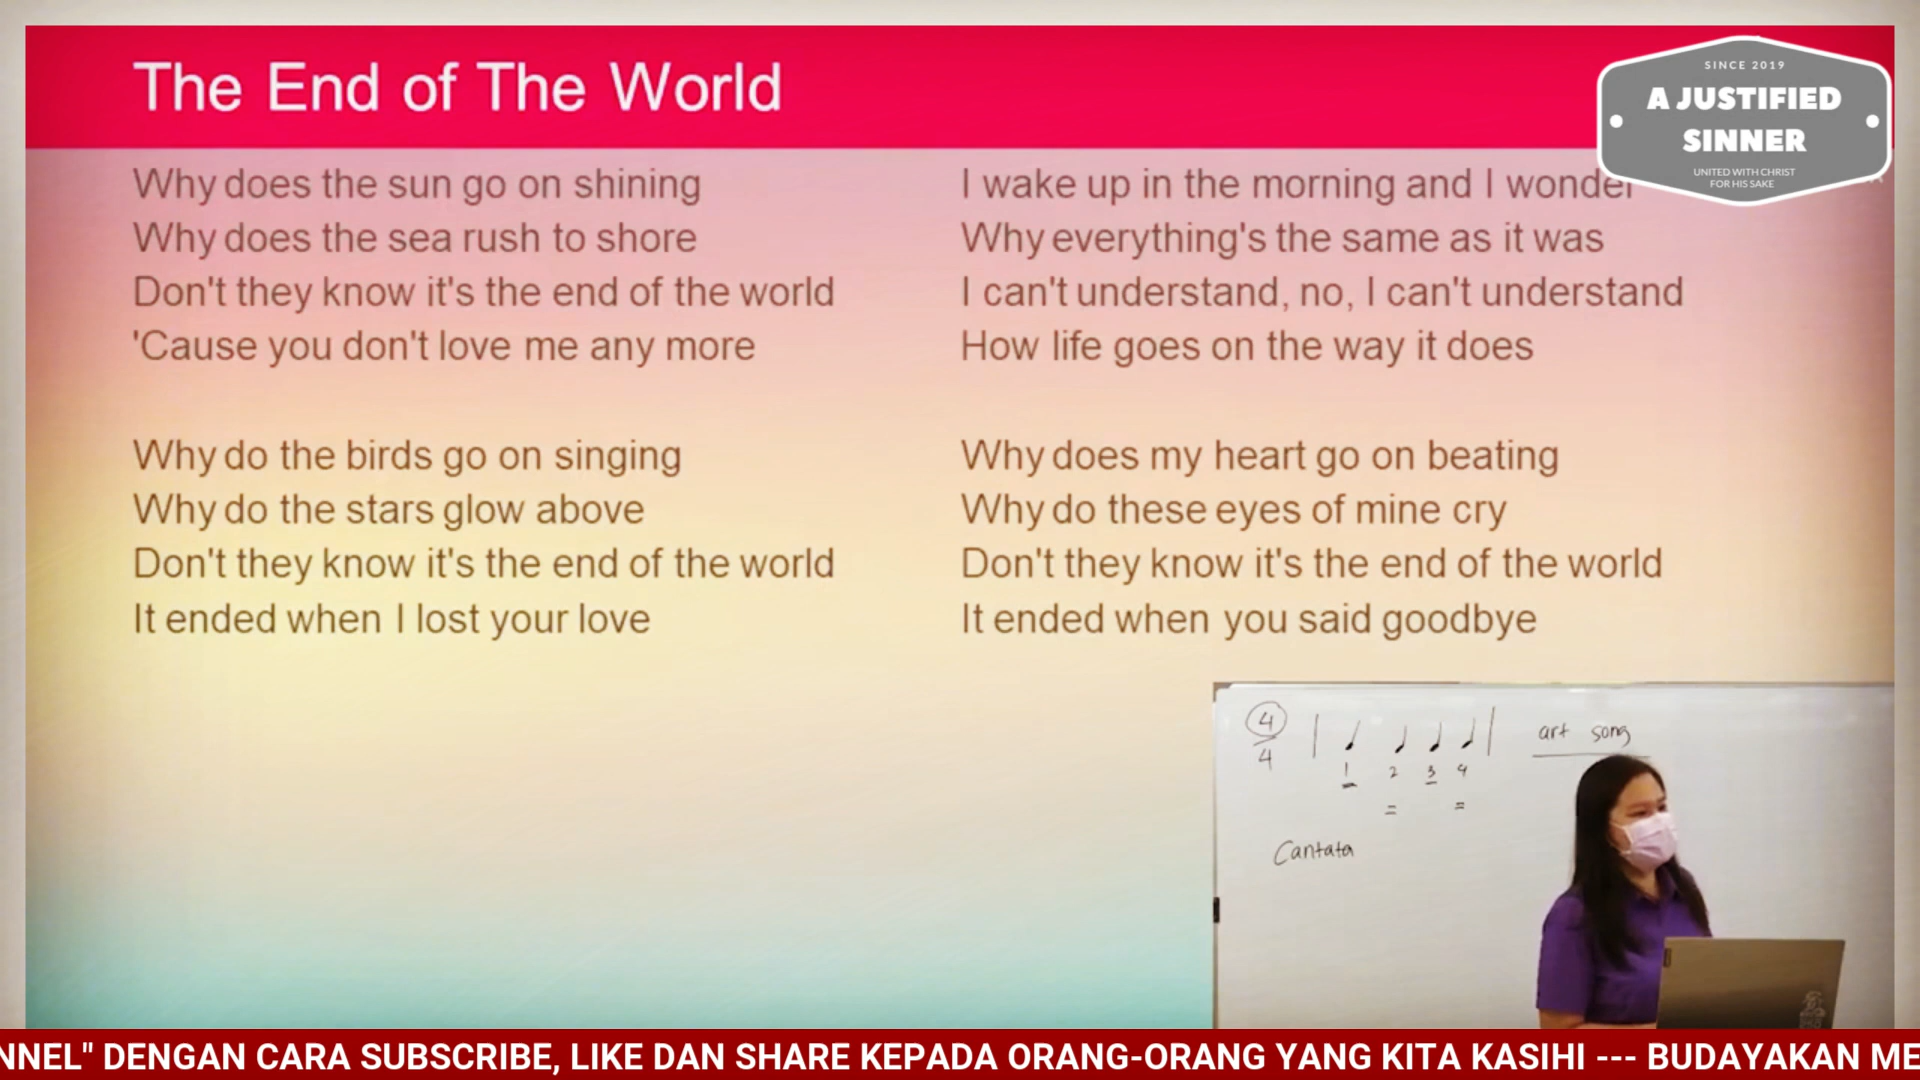 The End of The World
SINCE 2019
A JUSTIFIED
SINNER
UNITED WITH CHRIST
FOR HIS SAKE
Why does the sun go on shining
Why does the sea rush to shore
Don't they know it's the end of the world
'Cause you don't love me any more
Why do the birds go on singing
Why do the stars glow above
Don't they know it's the end of the world
It ended when I lost your love
I wake up in the morning and I wonder
Why everything's the same as it was
I can't understand, no, I can't understand
How life goes on the way it does
Why does my heart go on beating
Why do these eyes of mine cry
Don't they know it's the end of the world
It ended when you said goodbye
4
4
1 2 3 4
= =
art song
Cantata
NNEL" DENGAN CARA SUBSCRIBE, LIKE DAN SHARE KEPADA ORANG-ORANG YANG KITA KASIHI --- BUDAYAKAN ME